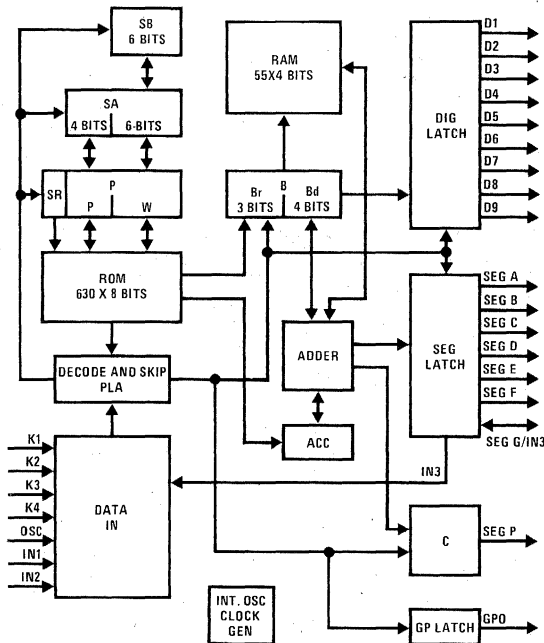 SB
6 BITS
SA
4 BITS 6-BITS
SR P
P W
ROM
630 X 8 BITS
DECODE AND SKIP
PLA
K1
K2
K3
K4
OSC
IN1
IN2
DATA
IN
RAM
55X4 BITS
Br B Bd
3 BITS 4 BITS
ADDER
ACC
INT. OSC
CLOCK
GEN
DIG
LATCH
D1
D2
D3
D4
D5
D6
D7
D8
D9
SEG
LATCH
SEG A
SEG B
SEG C
SEG D
SEG E
SEG F
SEG G/IN3
IN3
C
SEG P
GP LATCH
GPO